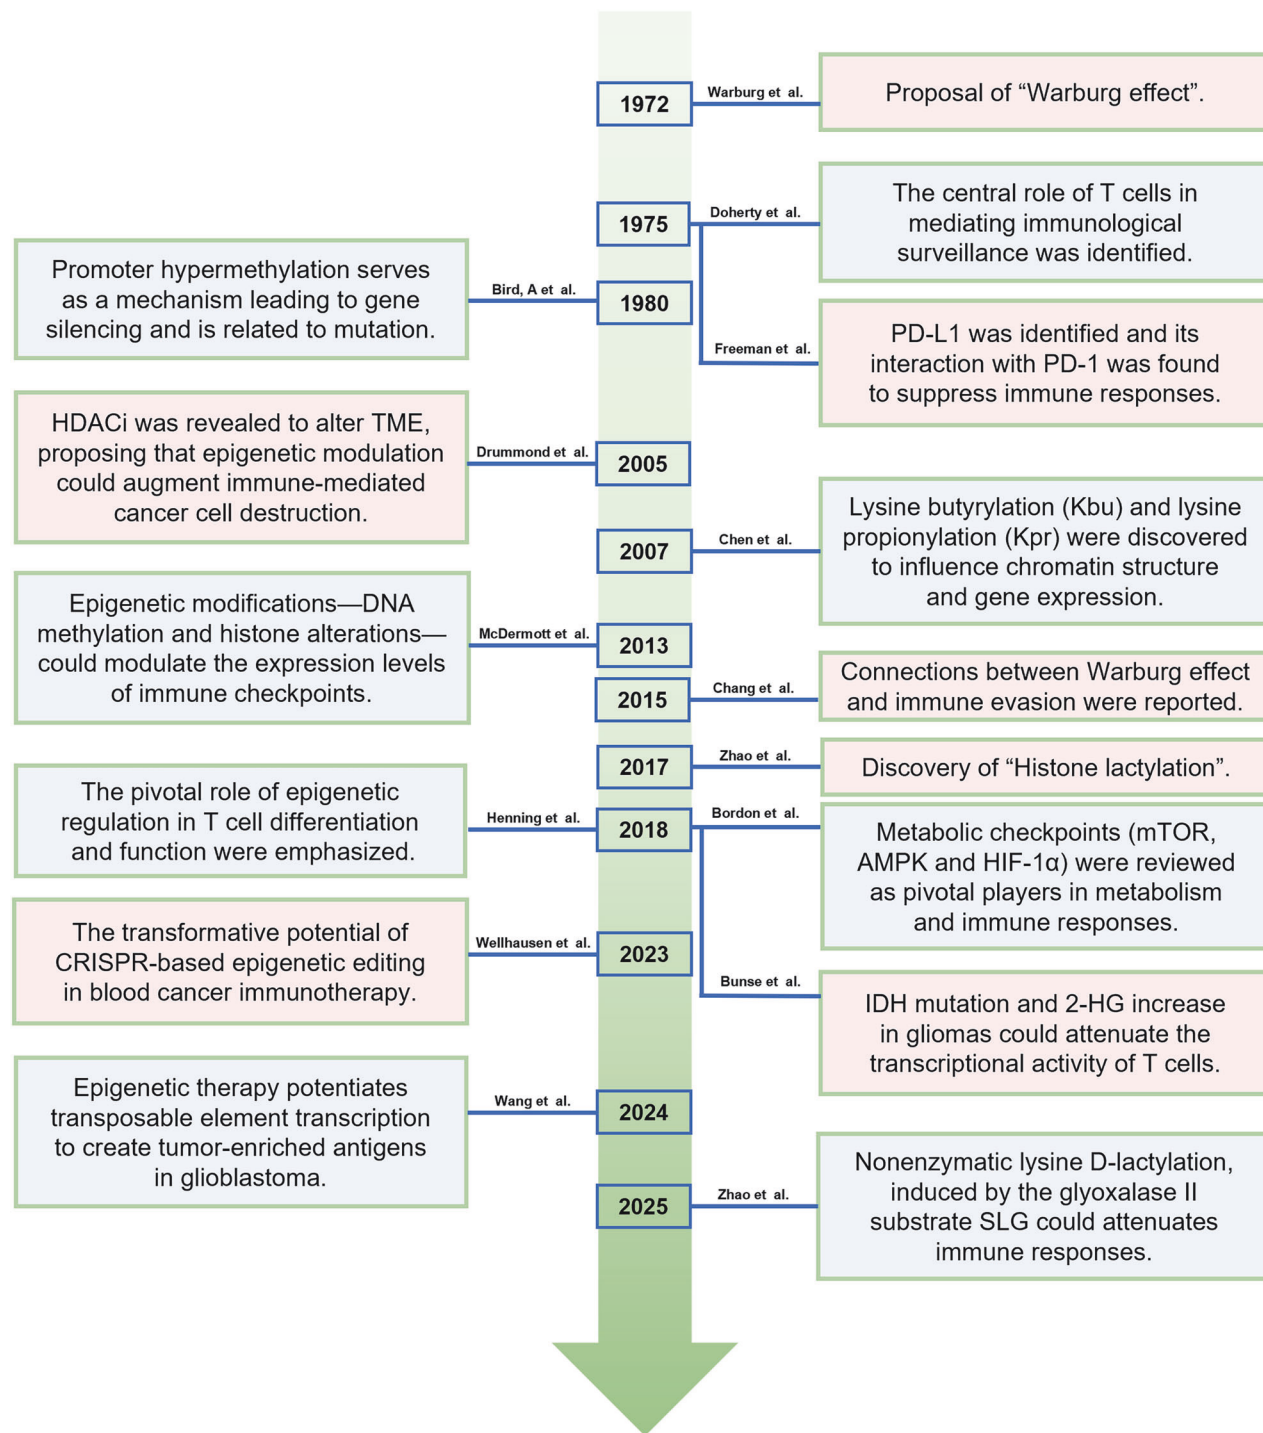 1972
Warburg et al.
Proposal of “Warburg effect”.
1975
Doherty et al.
The central role of T cells in
mediating immunological
surveillance was identified.
Freeman et al.
PD-L1 was identified and its
interaction with PD-1 was found
to suppress immune responses.
Promoter hypermethylation serves
as a mechanism leading to gene
silencing and is related to mutation.
Bird, A et al.
1980
HDACi was revealed to alter TME,
proposing that epigenetic modulation
could augment immune-mediated
cancer cell destruction.
Drummond et al.
2005
2007
Chen et al.
Lysine butyrylation (Kbu) and lysine
propionylation (Kpr) were discovered
to influence chromatin structure
and gene expression.
Epigenetic modifications—DNA
methylation and histone alterations—
could modulate the expression levels
of immune checkpoints.
McDermott et al.
2013
2015
Chang et al.
Connections between Warburg effect
and immune evasion were reported.
2017
Zhao et al.
Discovery of “Histone lactylation”.
The pivotal role of epigenetic
regulation in T cell differentiation
and function were emphasized.
Henning et al.
2018
Bordon et al.
Metabolic checkpoints (mTOR,
AMPK and HIF-1α) were reviewed
as pivotal players in metabolism
and immune responses.
Bunse et al.
IDH mutation and 2-HG increase
in gliomas could attenuate the
transcriptional activity of T cells.
The transformative potential of
CRISPR-based epigenetic editing
in blood cancer immunotherapy.
Wellhausen et al.
2023
Epigenetic therapy potentiates
transposable element transcription
to create tumor-enriched antigens
in glioblastoma.
Wang et al.
2024
2025
Zhao et al.
Nonenzymatic lysine D-lactylation,
induced by the glyoxalase II
substrate SLG could attenuates
immune responses.